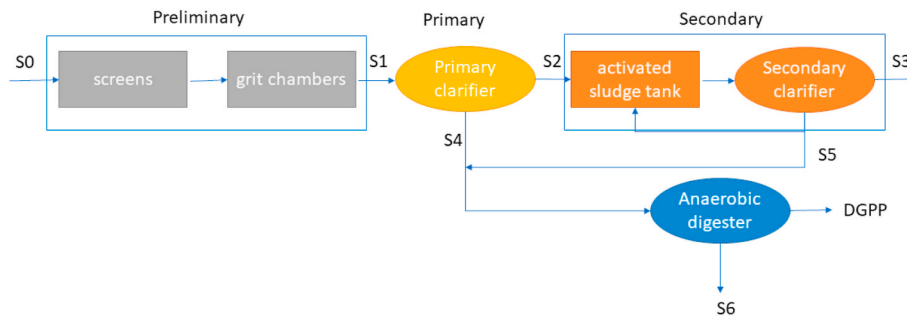 Preliminary
Primary
Secondary
S0
screens
grit chambers
S1
Primary
clarifier
S2
activated
sludge tank
Secondary
clarifier
S3
S4
S5
Anaerobic
digester
DGPP
S6